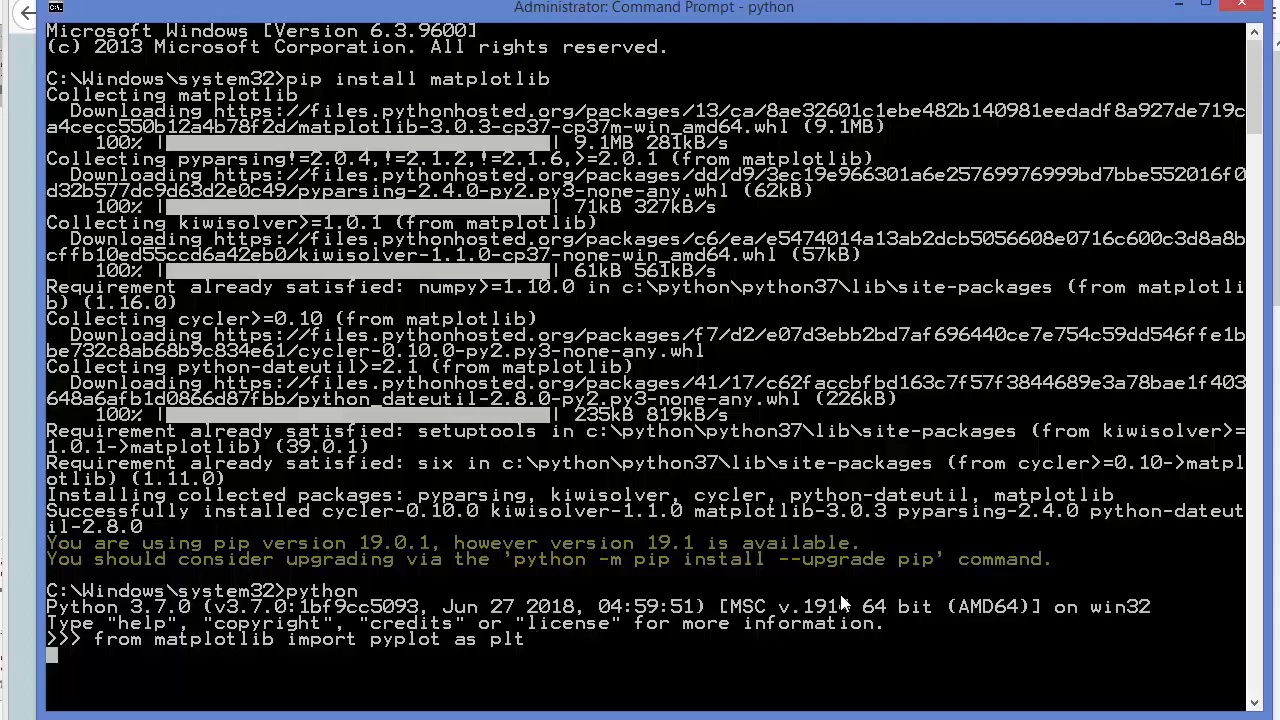 Administrator: Command Prompt - python
Microsoft Windows [Version 6.3.9600]
(c) 2013 Microsoft Corporation. All rights reserved.
C:\Windows\system32>pip install matplotlib
Collecting matplotlib
Downloading https://files.pythonhosted.org/packages/13/ca/8ae32601c1ebe482b140981eedadf8a927de719c
a4cecc550b12a4b78f2d/matplotlib-3.0.3-cp37-cp37m-win_amd64.whl (9.1MB)
100% || 9.1MB 281kB/s
Collecting pyparsing!=2.0.4,!=2.1.2,!=2.1.6,>=2.0.1 (from matplotlib)
Downloading https://files.pythonhosted.org/packages/dd/d9/3ec19e966301a6e25769976999bd7bbe552016f0
d32b577dc9d63d2e0c49/pyparsing-2.4.0-py2.py3-none-any.whl (62kB)
100% || 71kB 327kB/s
Collecting kiwisolver>=1.0.1 (from matplotlib)
Downloading https://files.pythonhosted.org/packages/c6/ea/e5474014a13ab2dcb5056608e0716c600c3d8a8b
cffb10ed55ccd6a42eb0/kiwisolver-1.1.0-cp37-none-win_amd64.whl (57kB)
100% || 61kB 561kB/s
Requirement already satisfied: numpy>=1.10.0 in c:\python\python37\lib\site-packages (from matplotli
b) (1.16.0)
Collecting cycler>=0.10 (from matplotlib)
Downloading https://files.pythonhosted.org/packages/f7/d2/e07d3ebb2bd7af696440ce7e754c59dd546ffe1b
be732c8ab68b9c834e61/cycler-0.10.0-py2.py3-none-any.whl
Collecting python-dateutil>=2.1 (from matplotlib)
Downloading https://files.pythonhosted.org/packages/41/17/c62faccbfbd163c7f57f3844689e3a78bae1f403
648a6afb1d0866d87fbb/python_dateutil-2.8.0-py2.py3-none-any.whl (226kB)
100% || 235kB 819kB/s
Requirement already satisfied: setuptools in c:\python\python37\lib\site-packages (from kiwisolver>=
1.0.1->matplotlib) (39.0.1)
Requirement already satisfied: six in c:\python\python37\lib\site-packages (from cycler>=0.10->matpl
otlib) (1.11.0)
Installing collected packages: pyparsing, kiwisolver, cycler, python-dateutil, matplotlib
Successfully installed cycler-0.10.0 kiwisolver-1.1.0 matplotlib-3.0.3 pyparsing-2.4.0 python-dateut
il-2.8.0
You are using pip version 19.0.1, however version 19.1 is available.
You should consider upgrading via the 'python -m pip install --upgrade pip' command.
C:\Windows\system32>python
Python 3.7.0 (v3.7.0:1bf9cc5093, Jun 27 2018, 04:59:51) [MSC v.1914 64 bit (AMD64)] on win32
Type "help", "copyright", "credits" or "license" for more information.
>>> from matplotlib import pyplot as plt